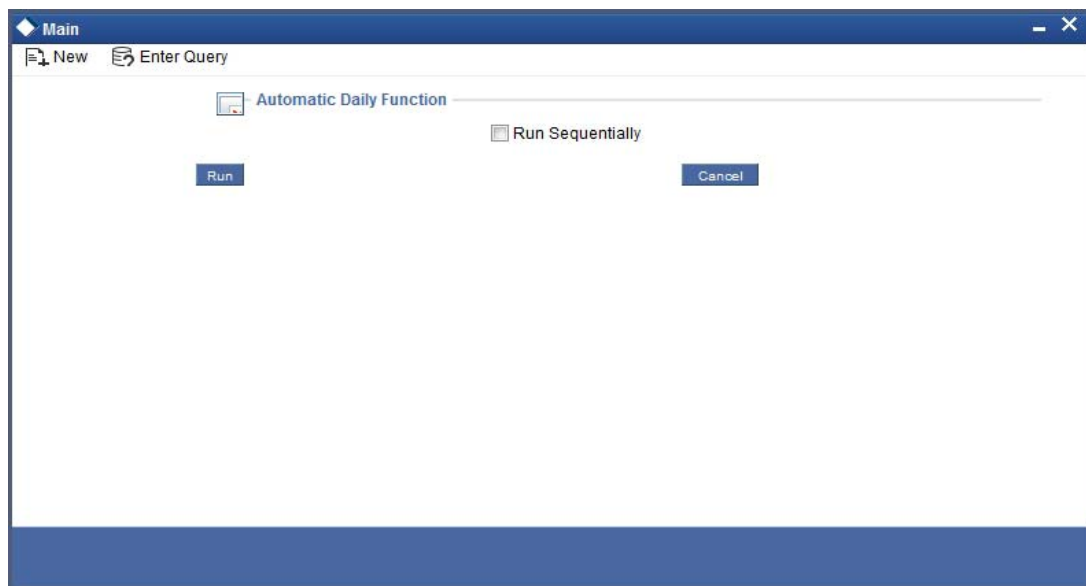 Main
New Enter Query
Automatic Daily Function
Run Sequentially
Run Cancel